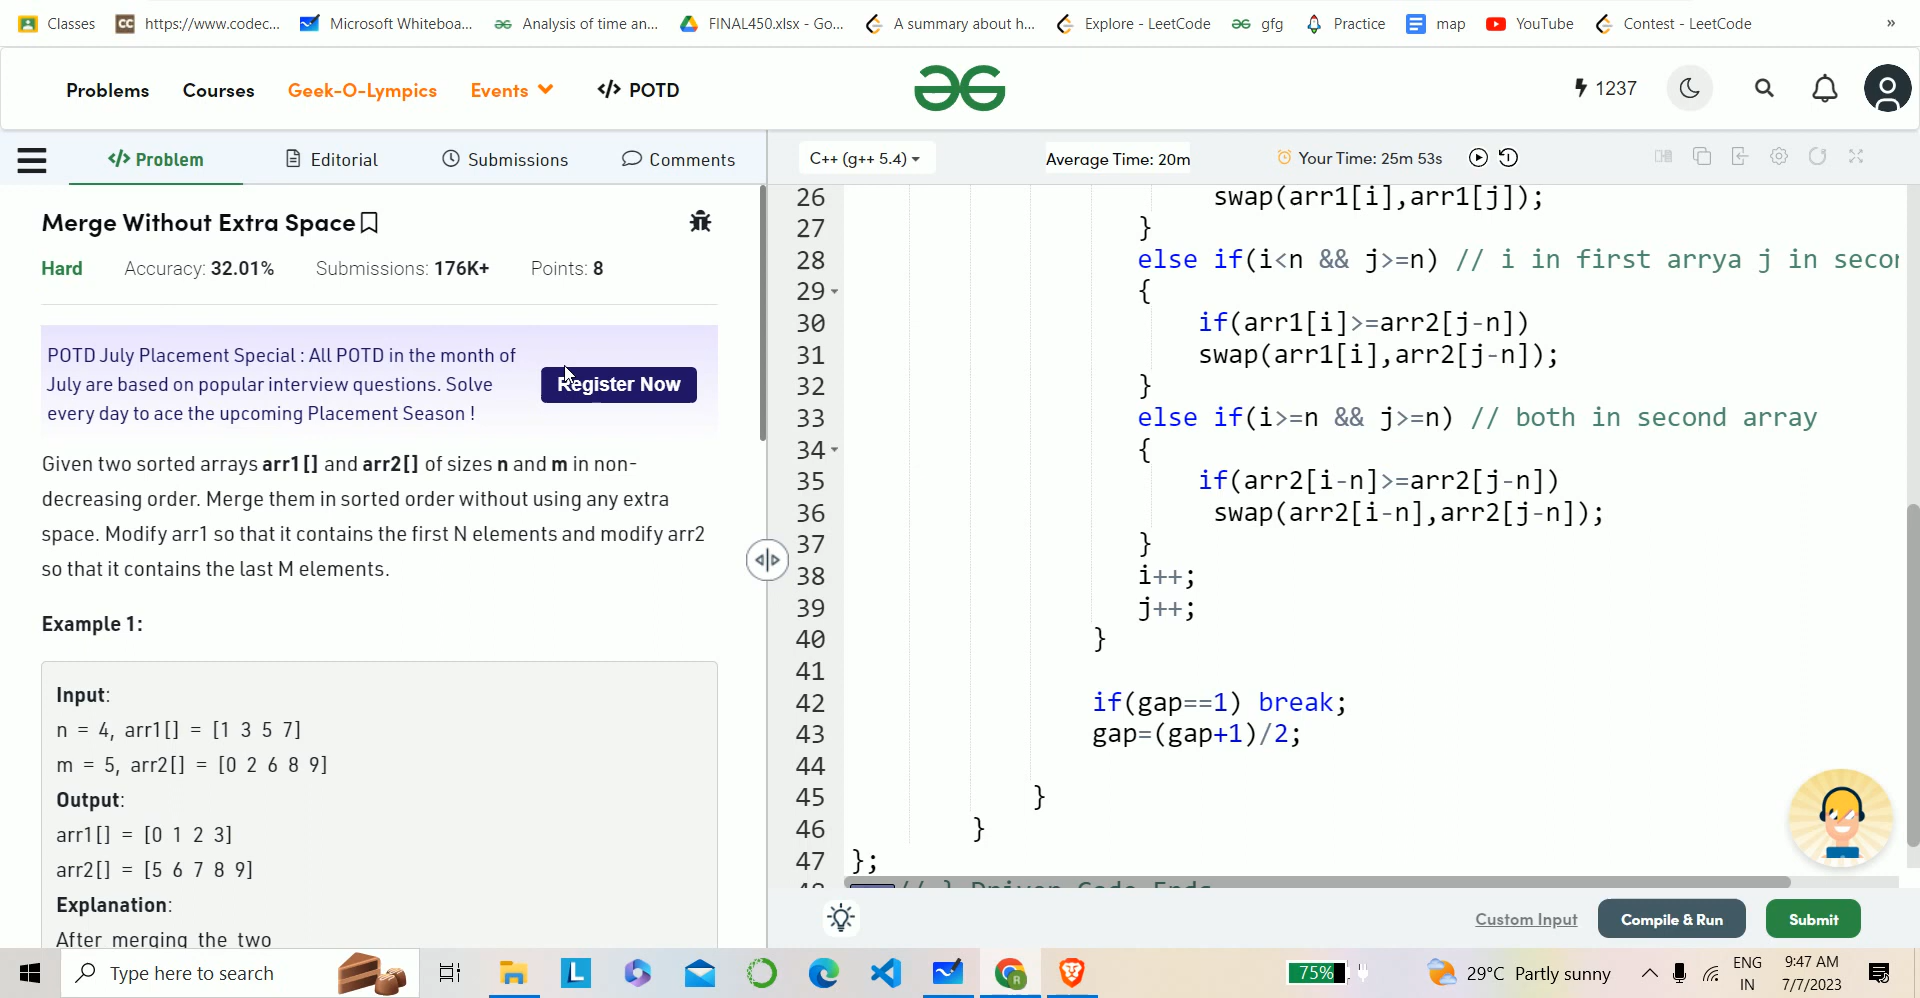 Classes
https://www.codec...
Microsoft Whiteboa...
Analysis of time an...
FINAL450.xlsx - Go...
A summary about h...
Explore - LeetCode
gfg
Practice
map
YouTube
Contest - LeetCode
»
Problems
Courses
Geek-O-Lympics
Events
</> POTD
1237
</> Problem
Editorial
Submissions
Comments
C++ (g++ 5.4)
Average Time: 20m
Your Time: 25m 53s
Merge Without Extra Space
Hard
Accuracy: 32.01%
Submissions: 176K+
Points: 8
POTD July Placement Special : All POTD in the month of
July are based on popular interview questions. Solve
every day to ace the upcoming Placement Season !
Register Now
Given two sorted arrays arr1[] and arr2[] of sizes n and m in non-
decreasing order. Merge them in sorted order without using any extra
space. Modify arr1 so that it contains the first N elements and modify arr2
so that it contains the last M elements.
Example 1:
Input:
n = 4, arr1[] = [1 3 5 7]
m = 5, arr2[] = [0 2 6 8 9]
Output:
arr1[] = [0 1 2 3]
arr2[] = [5 6 7 8 9]
Explanation:
After merging the two
26 swap(arr1[i],arr1[j]);
27 }
28 else if(i<n && j>=n) // i in first arrya j in secon
29 {
30 if(arr1[i]>=arr2[j-n])
31 swap(arr1[i],arr2[j-n]);
32 }
33 else if(i>=n && j>=n) // both in second array
34 {
35 if(arr2[i-n]>=arr2[j-n])
36 swap(arr2[i-n],arr2[j-n]);
37 }
38 i++;
39 j++;
40 }
41
42 if(gap==1) break;
43 gap=(gap+1)/2;
44
45 }
46 }
47 };
48 // } Driver Code Ends
Custom Input
Compile & Run
Submit
Type here to search
75%
29°C Partly sunny
ENG
IN
9:47 AM
7/7/2023